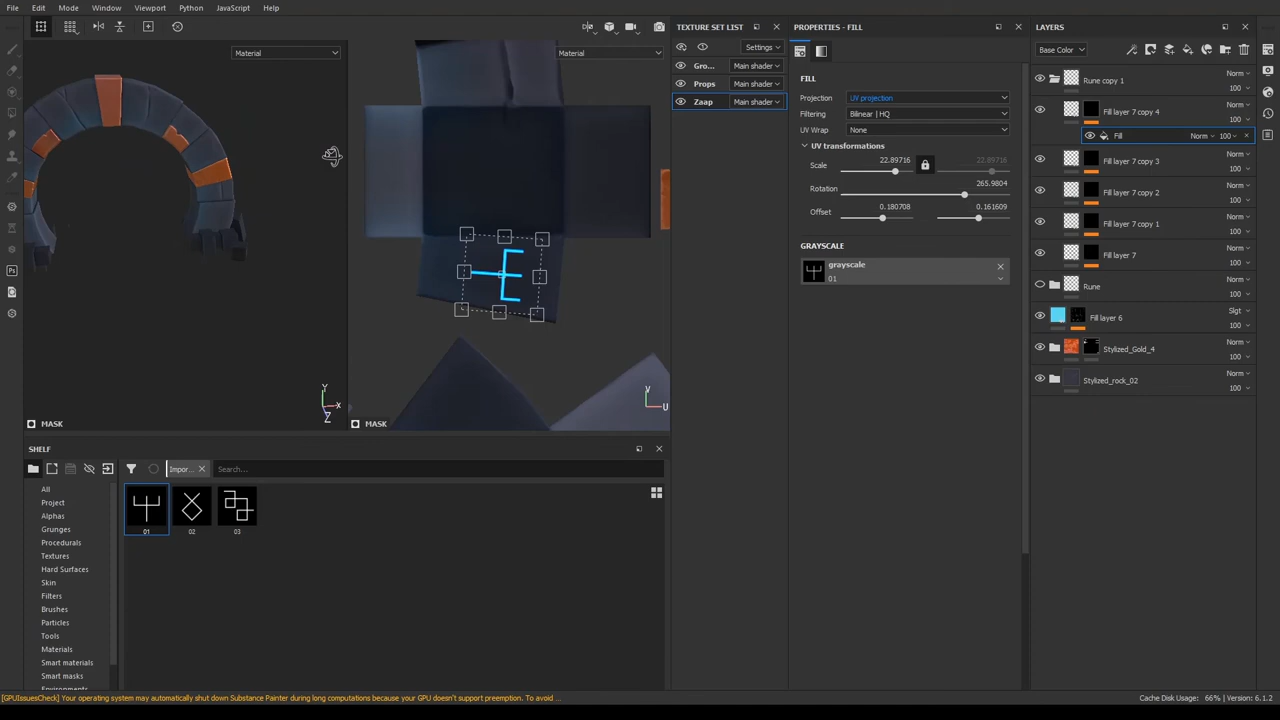 File Edit Mode Window Viewport Python JavaScript Help
Material
Material
Y
X
Z
V
U
MASK
MASK
TEXTURE SET LIST
Settings
Gro... Main shader
Props Main shader
Zaap Main shader
PROPERTIES - FILL
FILL
Projection UV projection
Filtering Bilinear | HQ
UV Wrap None
UV transformations
Scale 22.89716 22.89716
Rotation 265.9804
Offset 0.180708 0.161609
GRAYSCALE
grayscale
01
LAYERS
Base Color
Rune copy 1 Norm 100
Fill layer 7 copy 4 Norm 100
Fill Norm 100
Fill layer 7 copy 3 Norm 100
Fill layer 7 copy 2 Norm 100
Fill layer 7 copy 1 Norm 100
Fill layer 7 Norm 100
Rune Norm 100
Fill layer 6 Slgt 100
Stylized_Gold_4 Norm 100
Stylized_rock_02 Norm 100
SHELF
Impor... Search...
All
Project
Alphas
Grunges
Procedurals
Textures
Hard Surfaces
Skin
Filters
Brushes
Particles
Tools
Materials
Smart materials
Smart masks
Environments
01 02 03
Ps
[GPUIssuesCheck] Your operating system may automatically shut down Substance Painter during long computations because your GPU doesn't support preemption. To avoid ...
Cache Disk Usage: 66% | Version: 6.1.2